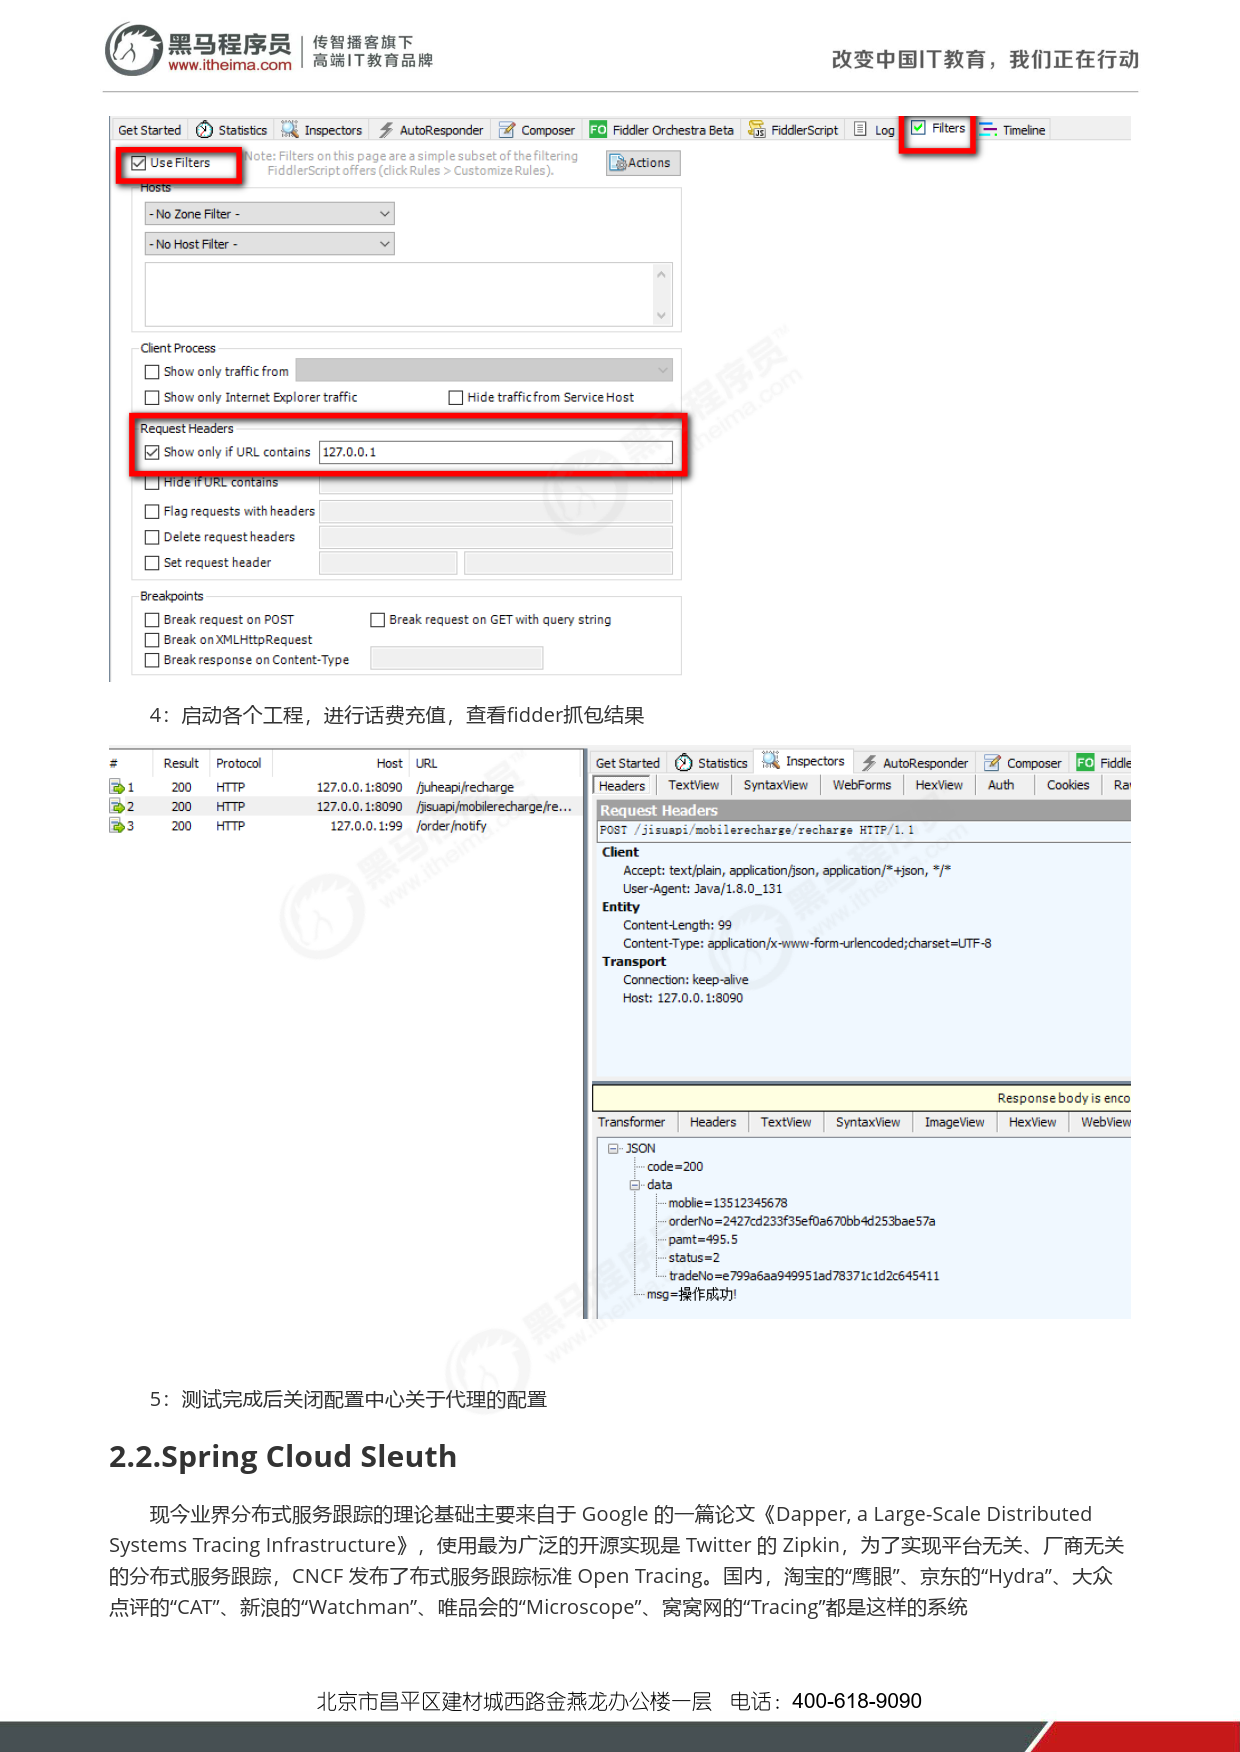 黑马程序员
www.itheima.com
传智播客旗下
高端IT教育品牌
改变中国IT教育，我们正在行动
Get Started Statistics Inspectors AutoResponder Composer FO Fiddler Orchestra Beta FiddlerScript Log Filters Timeline
Use Filters
Note: Filters on this page are a simple subset of the filtering
FiddlerScript offers (click Rules > Customize Rules).
Actions
Hosts
- No Zone Filter -
- No Host Filter -
Client Process
Show only traffic from
Show only Internet Explorer traffic Hide traffic from Service Host
Request Headers
Show only if URL contains 127.0.0.1
Hide if URL contains
Flag requests with headers
Delete request headers
Set request header
Breakpoints
Break request on POST Break request on GET with query string
Break on XMLHttpRequest
Break response on Content-Type
4：启动各个工程，进行话费充值，查看fidder抓包结果
# Result Protocol Host URL
1 200 HTTP 127.0.0.1:8090 /juheapi/recharge
2 200 HTTP 127.0.0.1:8090 /jisuapi/mobilerecharge/re...
3 200 HTTP 127.0.0.1:99 /order/notify
Get Started Statistics Inspectors AutoResponder Composer FO Fiddle
Headers TextView SyntaxView WebForms HexView Auth Cookies Ra
Request Headers
POST /jisuapi/mobilerecharge/recharge HTTP/1.1
Client
Accept: text/plain, application/json, application/*+json, */*
User-Agent: Java/1.8.0_131
Entity
Content-Length: 99
Content-Type: application/x-www-form-urlencoded;charset=UTF-8
Transport
Connection: keep-alive
Host: 127.0.0.1:8090
Response body is enco
Transformer Headers TextView SyntaxView ImageView HexView WebView
JSON
code=200
data
moblie=13512345678
orderNo=2427cd233f35ef0a670bb4d253bae57a
pamt=495.5
status=2
tradeNo=e799a6aa949951ad78371c1d2c645411
msg=操作成功!
5：测试完成后关闭配置中心关于代理的配置
2.2.Spring Cloud Sleuth
现今业界分布式服务跟踪的理论基础主要来自于 Google 的一篇论文《Dapper, a Large-Scale Distributed
Systems Tracing Infrastructure》，使用最为广泛的开源实现是 Twitter 的 Zipkin，为了实现平台无关、厂商无关
的分布式服务跟踪，CNCF 发布了布式服务跟踪标准 Open Tracing。国内，淘宝的“鹰眼”、京东的“Hydra”、大众
点评的“CAT”、新浪的“Watchman”、唯品会的“Microscope”、窝窝网的“Tracing”都是这样的系统
北京市昌平区建材城西路金燕龙办公楼一层 电话：400-618-9090